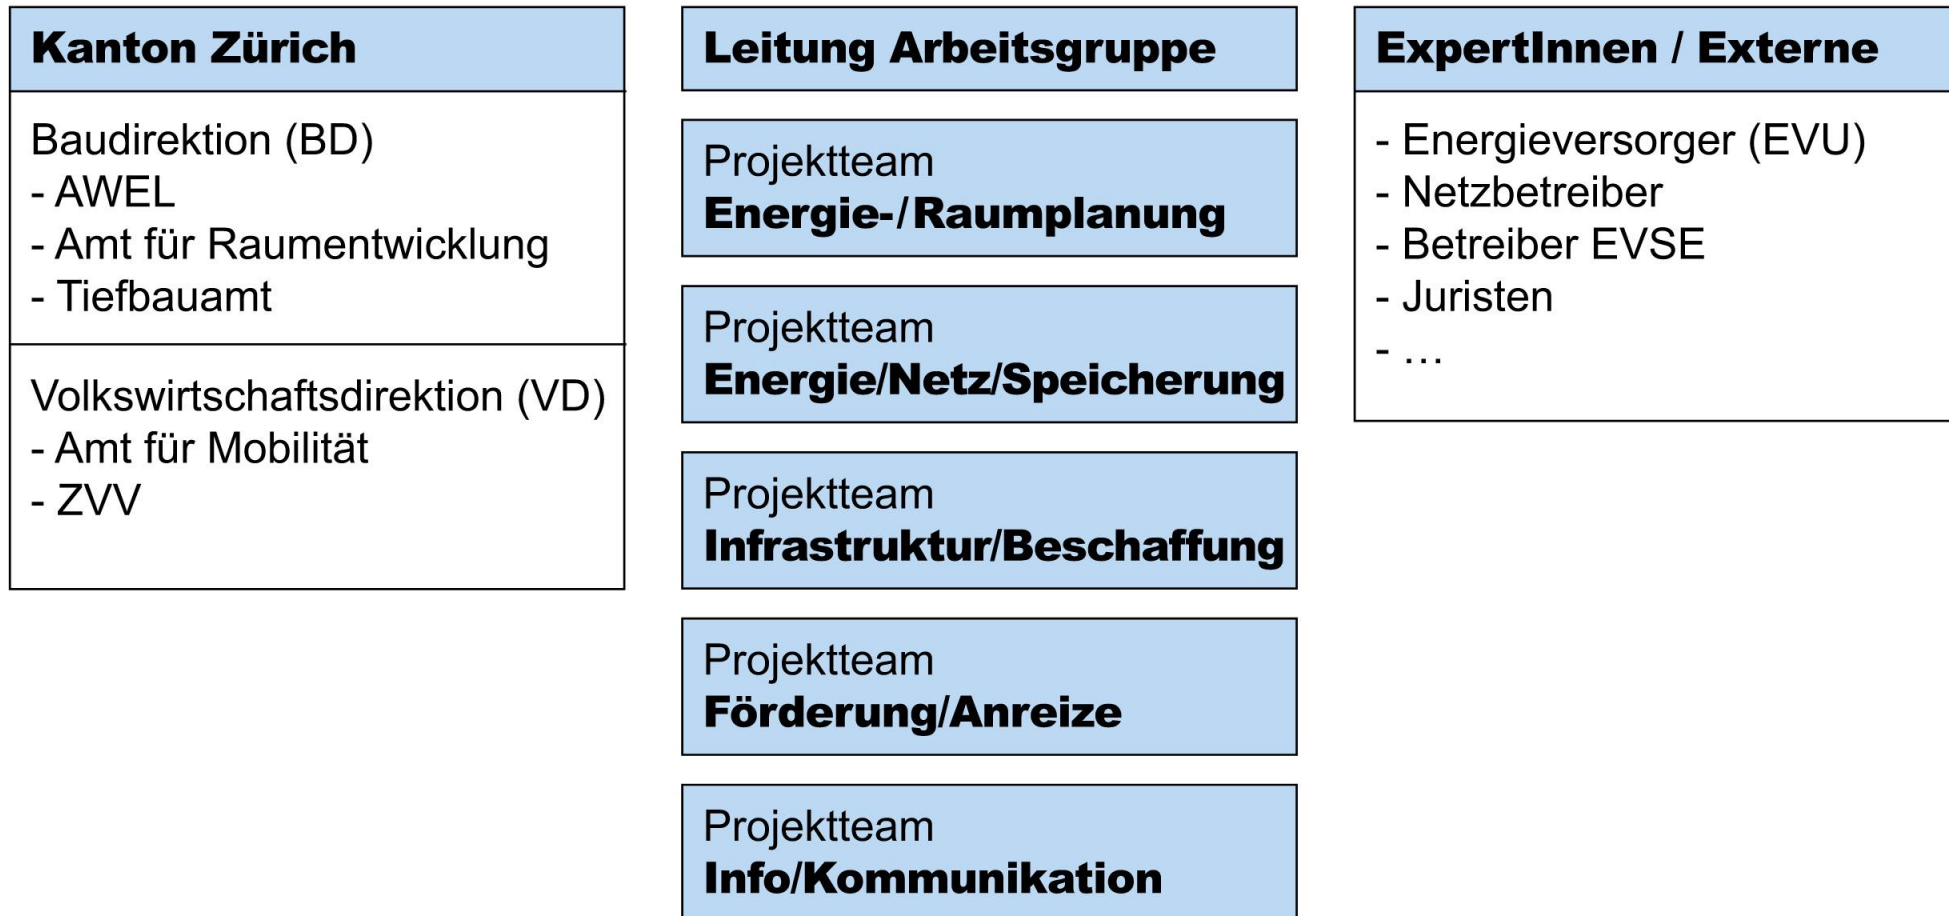 Kanton Zürich
Baudirektion (BD)
- AWEL
- Amt für Raumentwicklung
- Tiefbauamt
Volkswirtschaftsdirektion (VD)
- Amt für Mobilität
- ZVV
Leitung Arbeitsgruppe
Projektteam
Energie-/Raumplanung
Projektteam
Energie/Netz/Speicherung
Projektteam
Infrastruktur/Beschaffung
Projektteam
Förderung/Anreize
Projektteam
Info/Kommunikation
ExpertInnen / Externe
- Energieversorger (EVU)
- Netzbetreiber
- Betreiber EVSE
- Juristen
- …